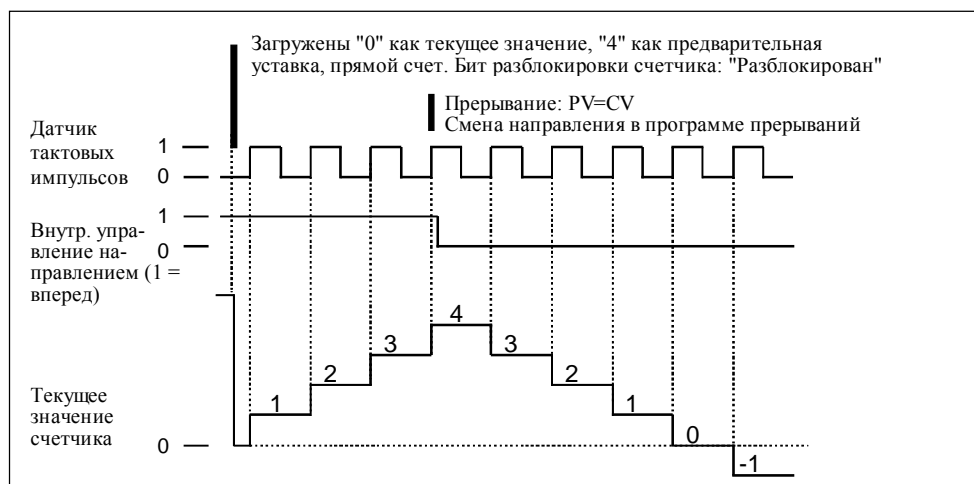 Загружены "0" как текущее значение, "4" как предварительная
уставка, прямой счет. Бит разблокировки счетчика: "Разблокирован"
Прерывание: PV=CV
Смена направления в программе прерываний
Датчик
тактовых
импульсов
1
0
Внутр. упра-
вление на-
правлением (1 =
вперед)
1
0
Текущее
значение
счетчика
0
1
2
3
4
3
2
1
0
-1